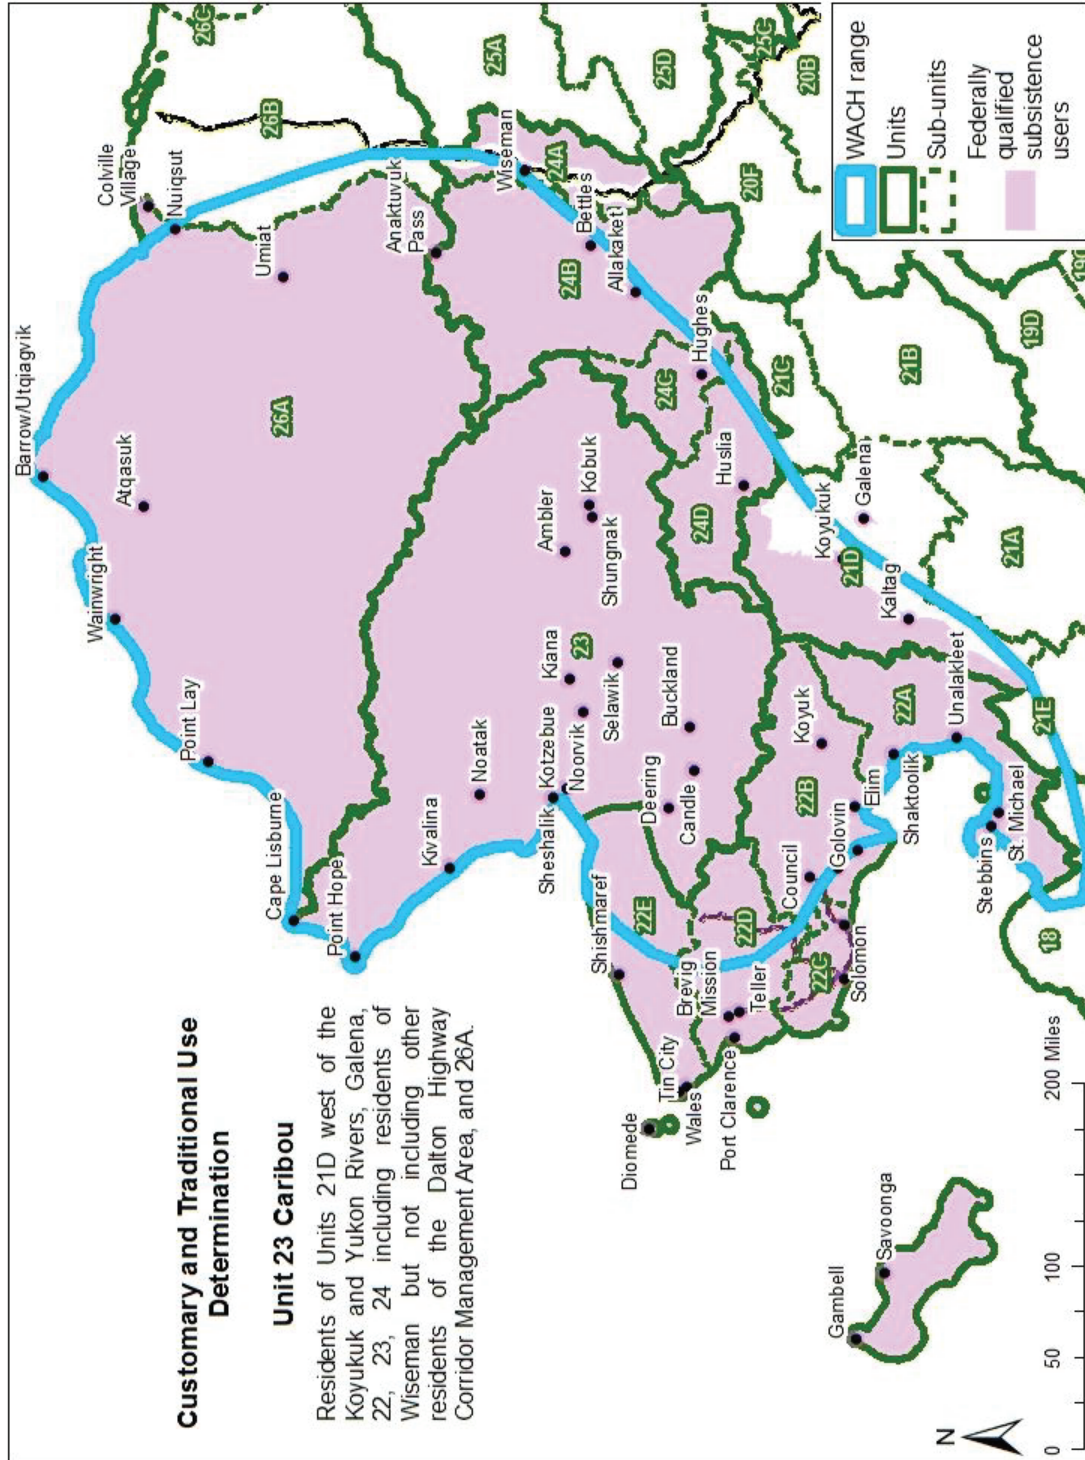 Customary and Traditional Use
Determination
Unit 23 Caribou
Residents of Units 21D west of the
Koyukuk and Yukon Rivers, Galena,
22, 23, 24 including residents of
Wiseman but not including other
residents of the Dalton Highway
Corridor Management Area, and 26A.
Barrow/Utqiaġvik
Atqasuk
Wainwright
Point Lay
Cape Lisburne
Point Hope
Kivalina
Noatak
Sheshalik
Kotzebue
Noorvik
Kiana
Selawik
Ambler
Shungnak
Kobuk
Buckland
Deering
Candle
Shishmaref
Tin City
Wales
Diomede
Brevig
Mission
Teller
Port Clarence
Council
Solomon
Golovin
Elim
Koyuk
Shaktoolik
Unalakleet
Stebbins
St. Michael
Kaltag
Koyukuk
Galena
Huslia
Hughes
Allakaket
Bettles
Wiseman
Anaktuvuk
Pass
Umiat
Nuiqsut
Colville
Village
Gambell
Savoonga
26A
26B
26C
25A
25D
25C
20B
20F
24A
24B
24C
24D
23
22E
22D
22C
22B
22A
21D
21C
21B
21A
21E
19D
18
N
0 50 100 200 Miles
WACH range
Units
Sub-units
Federally
qualified
subsistence
users